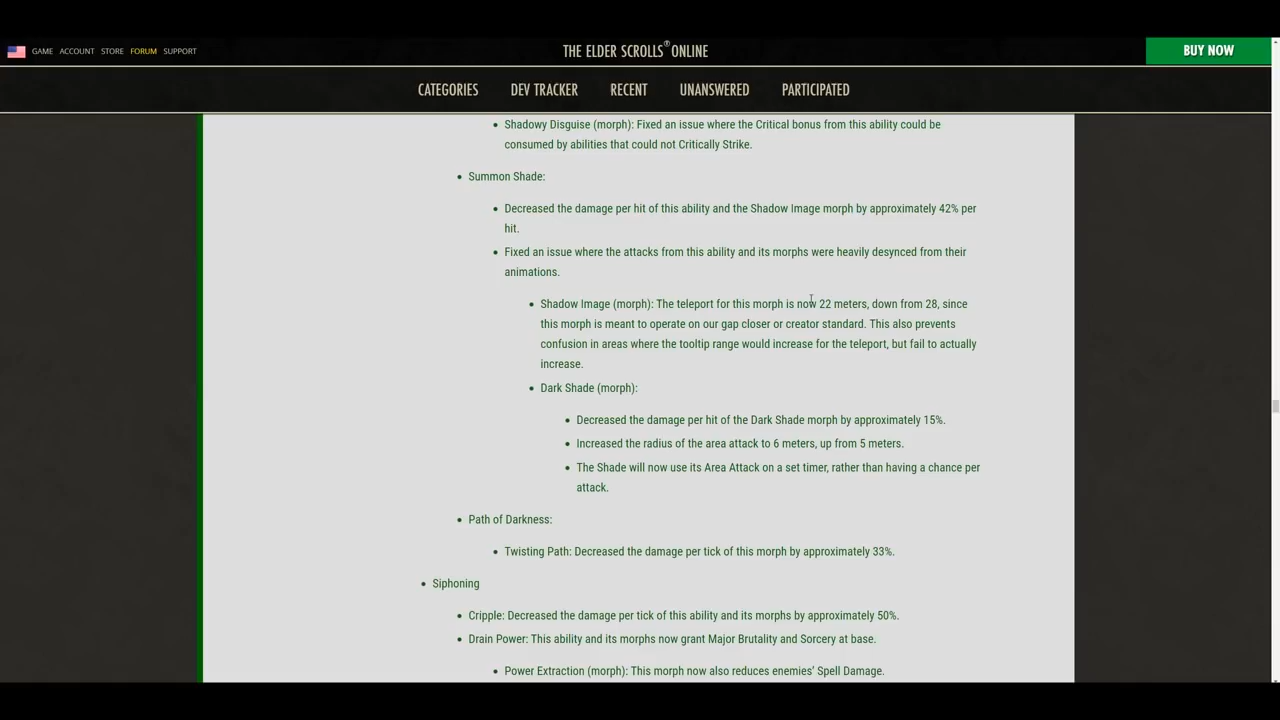 GAME ACCOUNT STORE FORUM SUPPORT
THE ELDER SCROLLS® ONLINE
BUY NOW
CATEGORIES DEV TRACKER RECENT UNANSWERED PARTICIPATED
• Shadowy Disguise (morph): Fixed an issue where the Critical bonus from this ability could be
consumed by abilities that could not Critically Strike.
• Summon Shade:
• Decreased the damage per hit of this ability and the Shadow Image morph by approximately 42% per
hit.
• Fixed an issue where the attacks from this ability and its morphs were heavily desynced from their
animations.
• Shadow Image (morph): The teleport for this morph is now 22 meters, down from 28, since
this morph is meant to operate on our gap closer or creator standard. This also prevents
confusion in areas where the tooltip range would increase for the teleport, but fail to actually
increase.
• Dark Shade (morph):
• Decreased the damage per hit of the Dark Shade morph by approximately 15%.
• Increased the radius of the area attack to 6 meters, up from 5 meters.
• The Shade will now use its Area Attack on a set timer, rather than having a chance per
attack.
• Path of Darkness:
• Twisting Path: Decreased the damage per tick of this morph by approximately 33%.
• Siphoning
• Cripple: Decreased the damage per tick of this ability and its morphs by approximately 50%.
• Drain Power: This ability and its morphs now grant Major Brutality and Sorcery at base.
• Power Extraction (morph): This morph now also reduces enemies' Spell Damage.